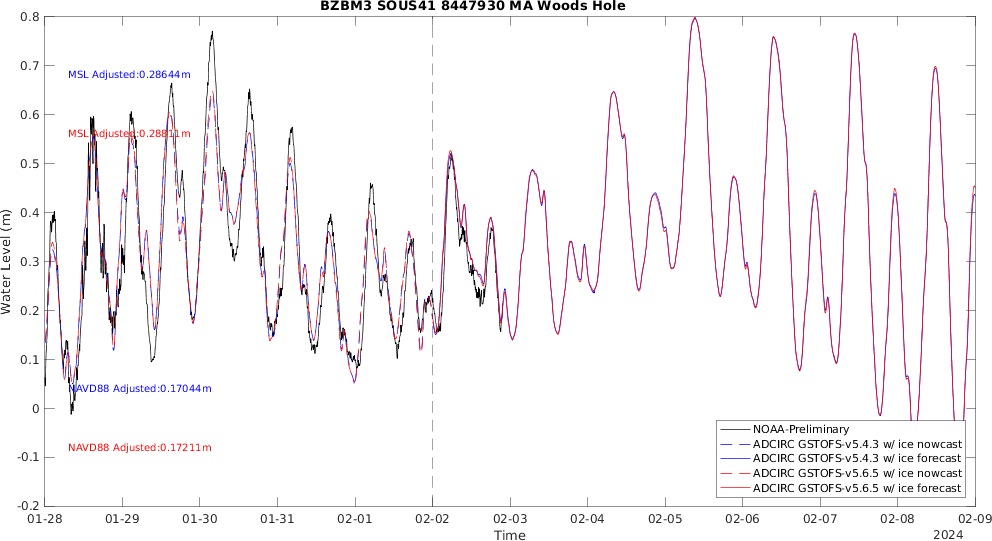 BZBM3 SOUS41 8447930 MA Woods Hole
0.8
0.7
0.6
0.5
0.4
0.3
0.2
0.1
0
-0.1
-0.2
Water Level (m)
MSL Adjusted:0.28644m
MSL Adjusted:0.28811m
NAVD88 Adjusted:0.17044m
NAVD88 Adjusted:0.17211m
NOAA-Preliminary
ADCIRC GSTOFS-v5.4.3 w/ ice nowcast
ADCIRC GSTOFS-v5.4.3 w/ ice forecast
ADCIRC GSTOFS-v5.6.5 w/ ice nowcast
ADCIRC GSTOFS-v5.6.5 w/ ice forecast
01-28 01-29 01-30 01-31 02-01 02-02 02-03 02-04 02-05 02-06 02-07 02-08 02-09
Time
2024